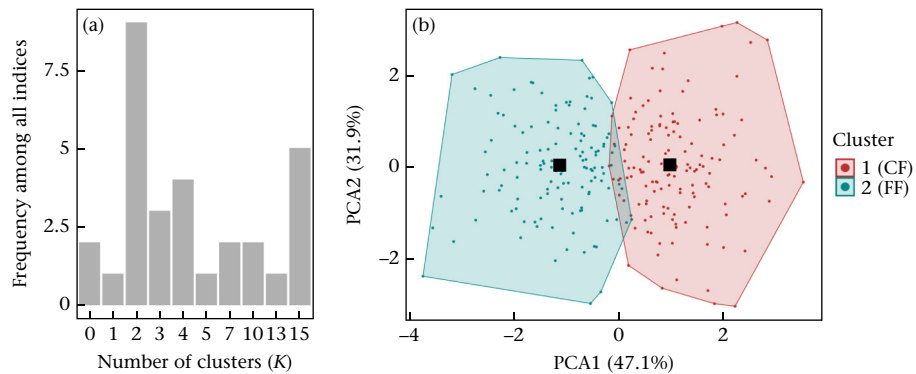 (a)
Frequency among all indices
7.5
5
2.5
0
0 1 2 3 4 5 7 10 13 15
Number of clusters (K)
(b)
PCA2 (31.9%)
2
0
−2
−4 −2 0 2
PCA1 (47.1%)
Cluster
1 (CF)
2 (FF)